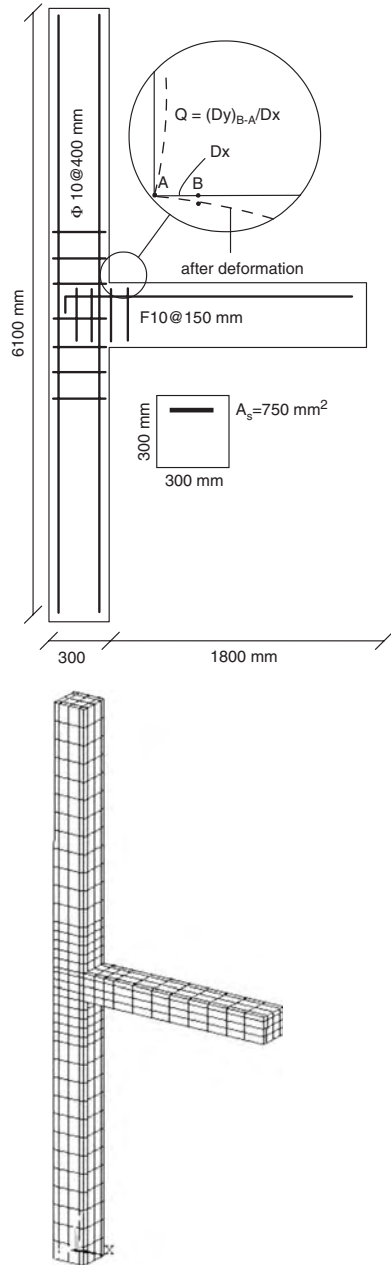 Φ 10@400 mm
Q = (Dy)B-A/Dx
Dx
A
B
after deformation
6100 mm
F10@150 mm
300 mm
As=750 mm²
300 mm
300
1800 mm
x